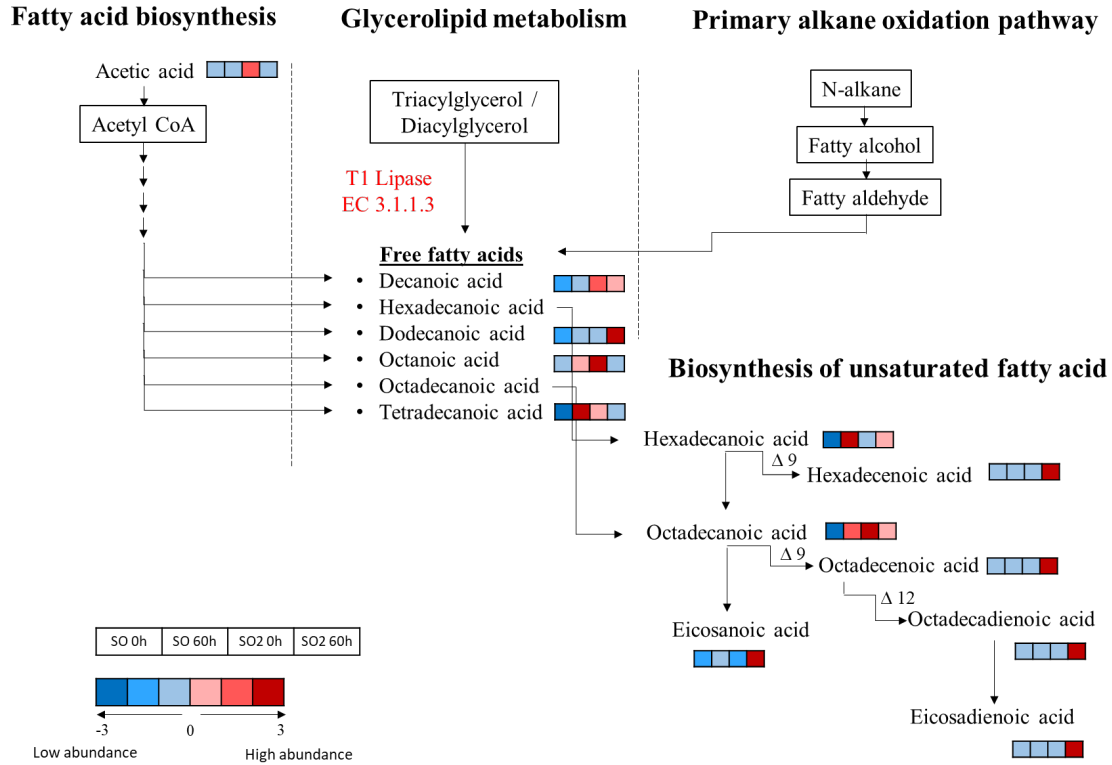 Fatty acid biosynthesis
Glycerolipid metabolism
Primary alkane oxidation pathway
Acetic acid
Acetyl CoA
Triacylglycerol /
Diacylglycerol
T1 Lipase
EC 3.1.1.3
N-alkane
Fatty alcohol
Fatty aldehyde
Free fatty acids
• Decanoic acid
• Hexadecanoic acid
• Dodecanoic acid
• Octanoic acid
• Octadecanoic acid
• Tetradecanoic acid
Biosynthesis of unsaturated fatty acid
Hexadecanoic acid
Δ 9
Hexadecenoic acid
Octadecanoic acid
Δ 9
Octadecenoic acid
Δ 12
Octadecadienoic acid
Eicosanoic acid
Eicosadienoic acid
SO 0h SO 60h SO2 0h SO2 60h
-3 0 3
Low abundance High abundance